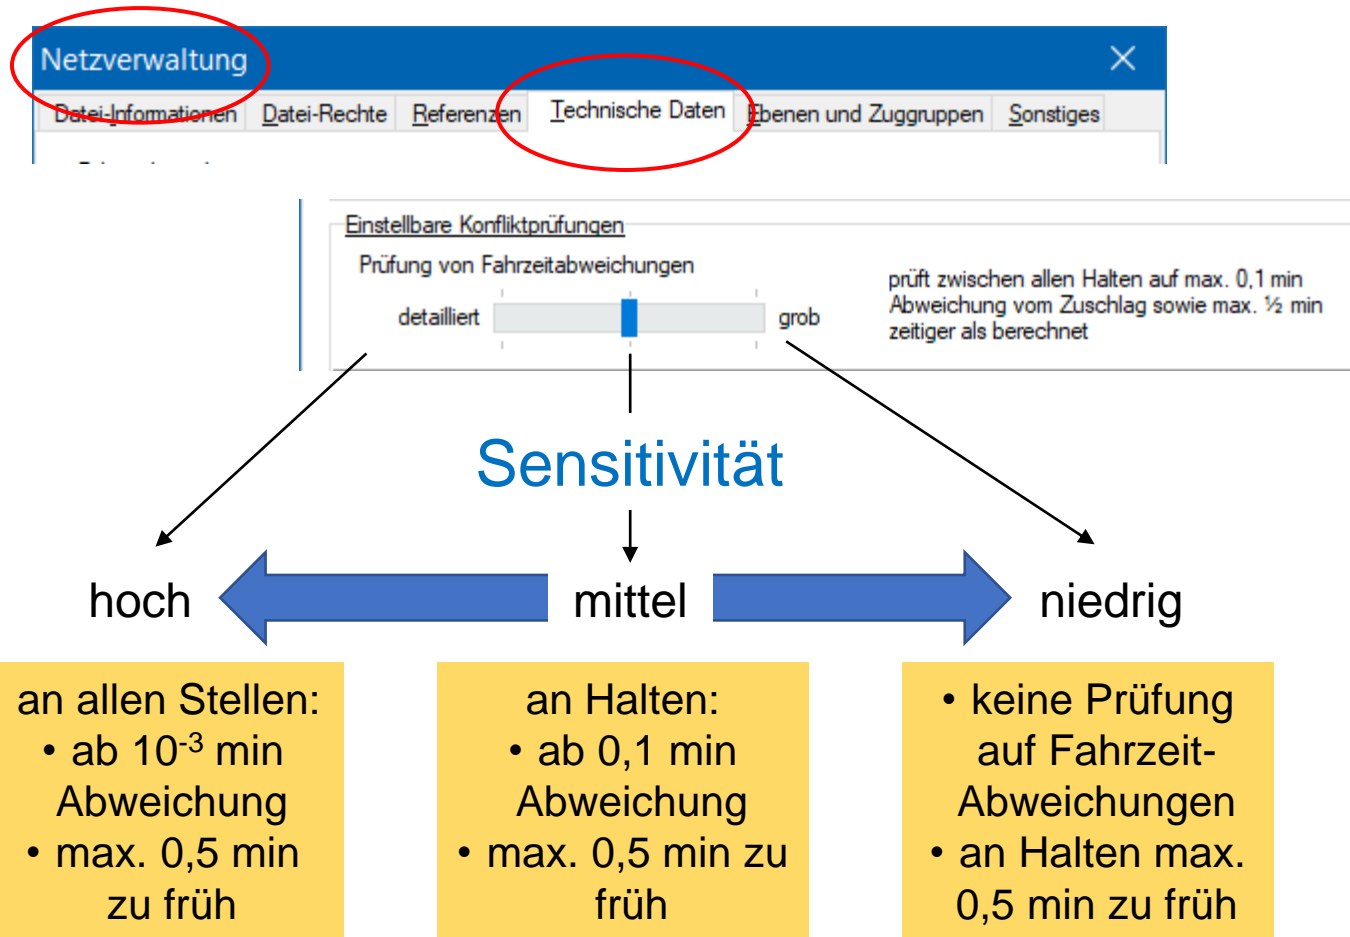 Netzverwaltung
Datei-Informationen Datei-Rechte Referenzen Technische Daten Ebenen und Zuggruppen Sonstiges
Einstellbare Konfliktprüfungen
Prüfung von Fahrzeitabweichungen
detailliert grob
prüft zwischen allen Halten auf max. 0,1 min
Abweichung vom Zuschlag sowie max. ½ min
zeitiger als berechnet
Sensitivität
hoch mittel niedrig
an allen Stellen:
• ab 10⁻³ min
Abweichung
• max. 0,5 min
zu früh
an Halten:
• ab 0,1 min
Abweichung
• max. 0,5 min zu
früh
• keine Prüfung
auf Fahrzeit-
Abweichungen
• an Halten max.
0,5 min zu früh